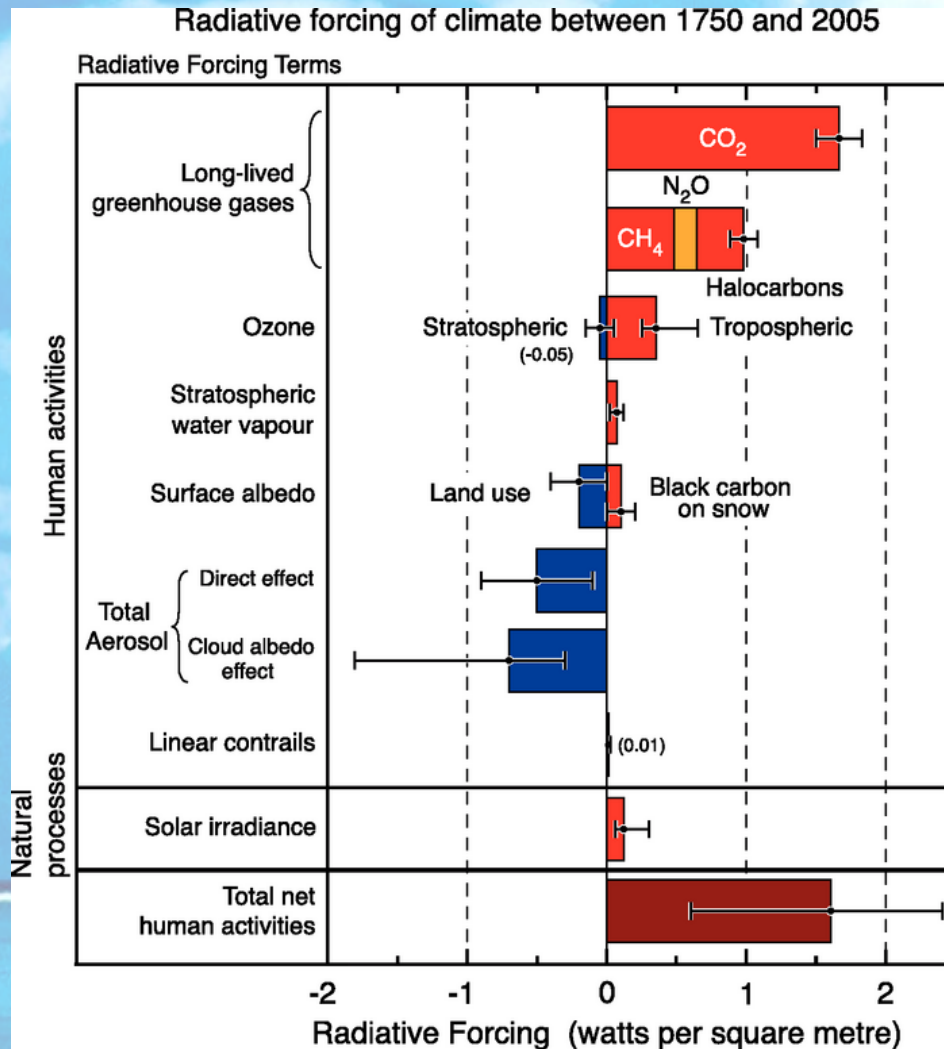 Radiative forcing of climate between 1750 and 2005
Radiative Forcing Terms
Human activities
Long-lived
greenhouse gases
CO₂
N₂O
CH₄
Halocarbons
Ozone
Stratospheric
(-0.05)
Tropospheric
Stratospheric
water vapour
Surface albedo
Land use
Black carbon
on snow
Total
Aerosol
Direct effect
Cloud albedo
effect
Linear contrails
(0.01)
Natural
processes
Solar irradiance
Total net
human activities
-2 -1 0 1 2
Radiative Forcing (watts per square metre)